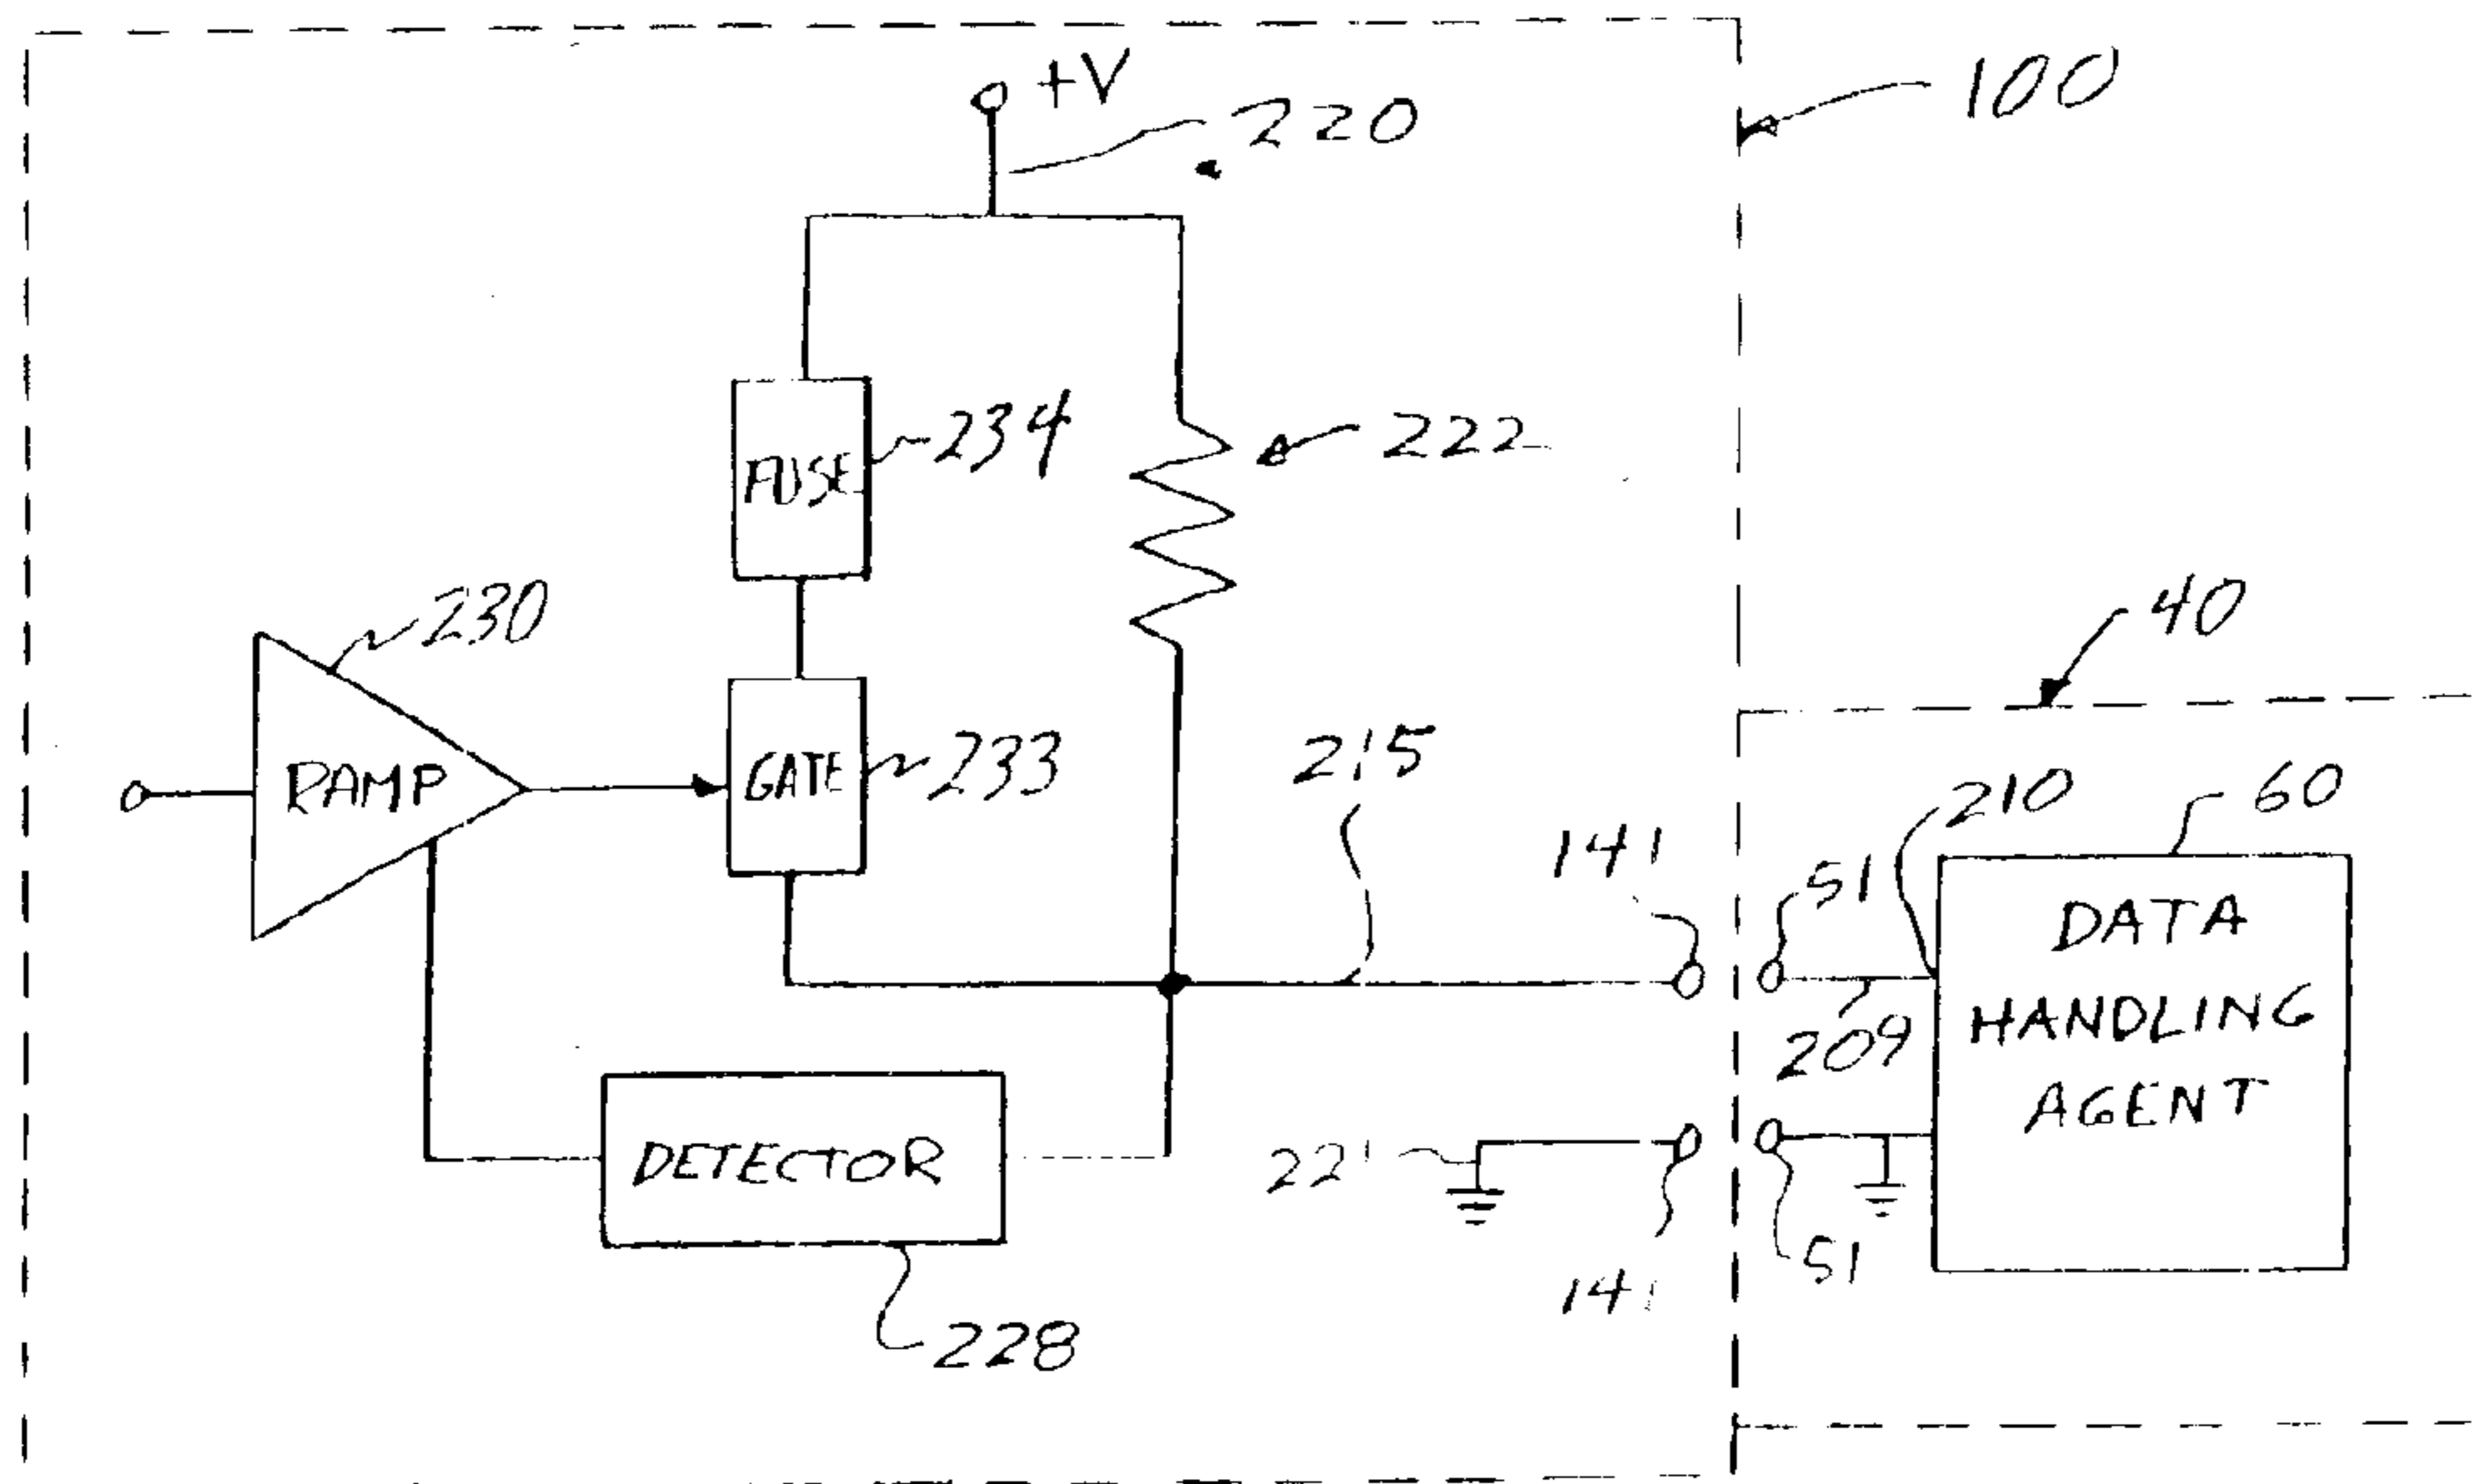 +V
220
100
FUSE
234
222
230
40
RAMP
GATE
233
215
210
60
141
51
DATA
HANDLING
AGENT
209
DETECTOR
221
141
51
228